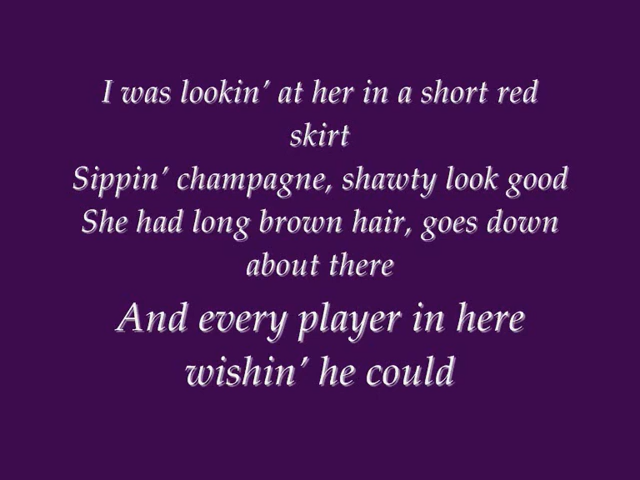 I was lookin' at her in a short red
skirt
Sippin' champagne, shawty look good
She had long brown hair, goes down
about there
And every player in here
wishin' he could